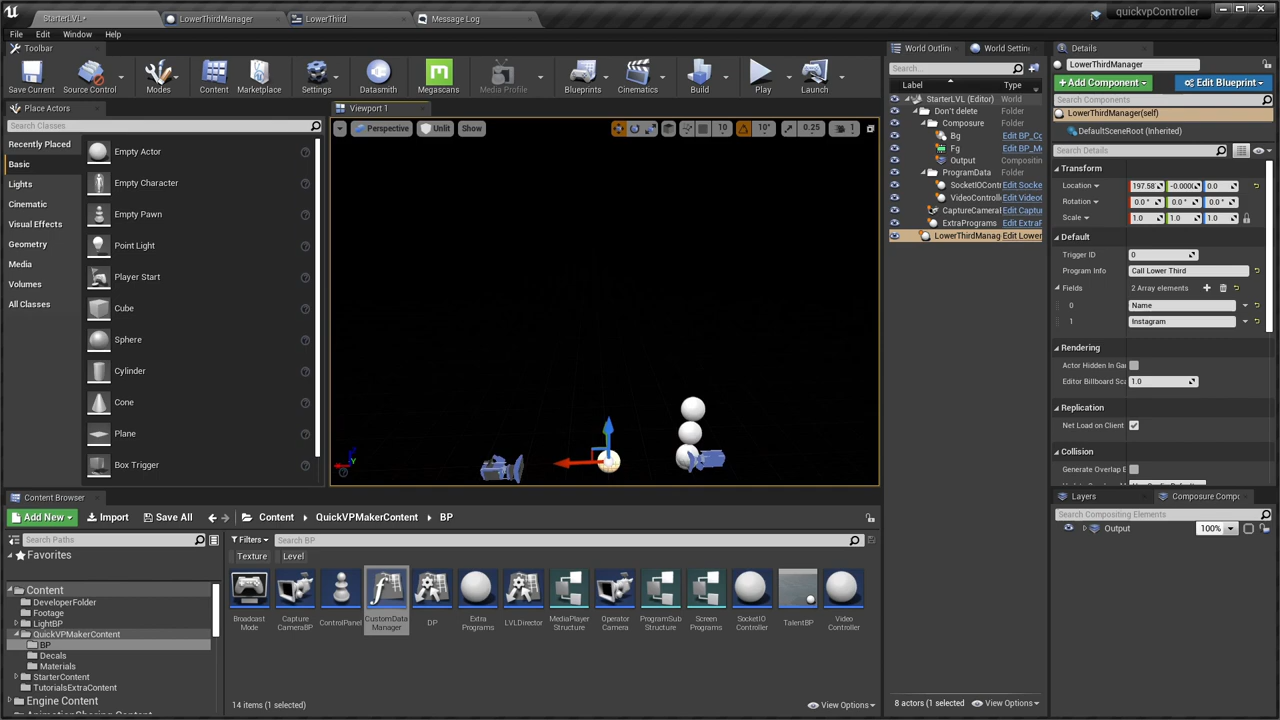 StarterLVL•
LowerThirdManager
LowerThird
Message Log
quickvpController
File
Edit
Window
Help
Toolbar
Save Current
Source Control
Modes
Content
Marketplace
Settings
Datasmith
Megascans
Media Profile
Blueprints
Cinematics
Build
Play
Launch
Place Actors
Search Classes
Recently Placed
Basic
Lights
Cinematic
Visual Effects
Geometry
Media
Volumes
All Classes
Empty Actor
Empty Character
Empty Pawn
Point Light
Player Start
Cube
Sphere
Cylinder
Cone
Plane
Box Trigger
Viewport 1
Perspective
Unlit
Show
10
10°
0.25
1
World Outlin
World Setting
Search...
Label
Type
StarterLVL (Editor) World
Don't delete Folder
Composure Folder
Bg Edit BP_Co
Fg Edit BP_M
Output Compositin
ProgramData Folder
SocketIOContr Edit Socke
VideoControlle Edit VideoC
CaptureCamera Edit Captur
ExtraPrograms Edit ExtraP
LowerThirdManag Edit Lower
8 actors (1 selected
View Options
Details
LowerThirdManager
Add Component
Edit Blueprint
Search Components
LowerThirdManager(self)
DefaultSceneRoot (Inherited)
Search Details
Transform
Location 197.58 0.0
Rotation 0.0 ° 0.0 ° 0.0 °
Scale 1.0 1.0 1.0
Default
Trigger ID 0
Program Info Call Lower Third
Fields 2 Array elements
0 Name
1 Instagram
Rendering
Actor Hidden In Ga
Editor Billboard Sc 1.0
Replication
Net Load on Client
Collision
Generate Overlap E
Layers
Composure Compo
Search Compositing Elements
Output 100%
Content Browser
Add New
Import
Save All
Content
QuickVPMakerContent
BP
Search Paths
Favorites
Content
DeveloperFolder
Footage
LightBP
QuickVPMakerContent
BP
Decals
Materials
StarterContent
TutorialsExtraContent
Engine Content
Filters
Search BP
Texture
Level
Broadcast Mode
Capture CameraBP
ControlPanel
CustomData Manager
DP
Extra Programs
LVLDirector
MediaPlayer Structure
Operator Camera
ProgramSub Structure
Screen Programs
SocketIO Controller
TalentBP
Video Controller
14 items (1 selected)
View Options